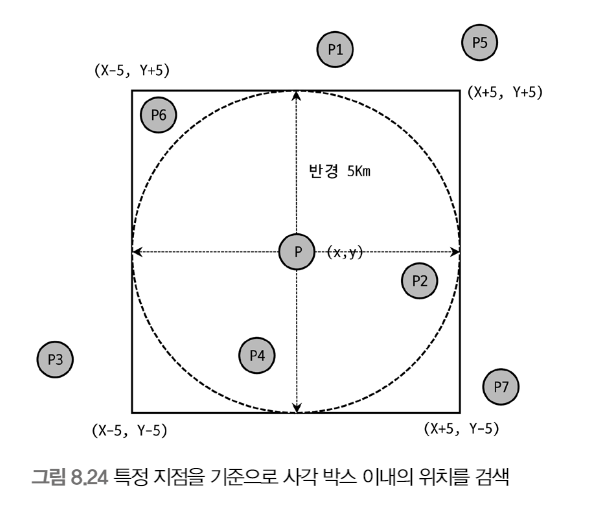 P1
P5
(X-5, Y+5)
(X+5, Y+5)
P6
반경 5Km
P
(x,y)
P2
P4
P3
P7
(X-5, Y-5)
(X+5, Y-5)
그림 8.24 특정 지점을 기준으로 사각 박스 이내의 위치를 검색